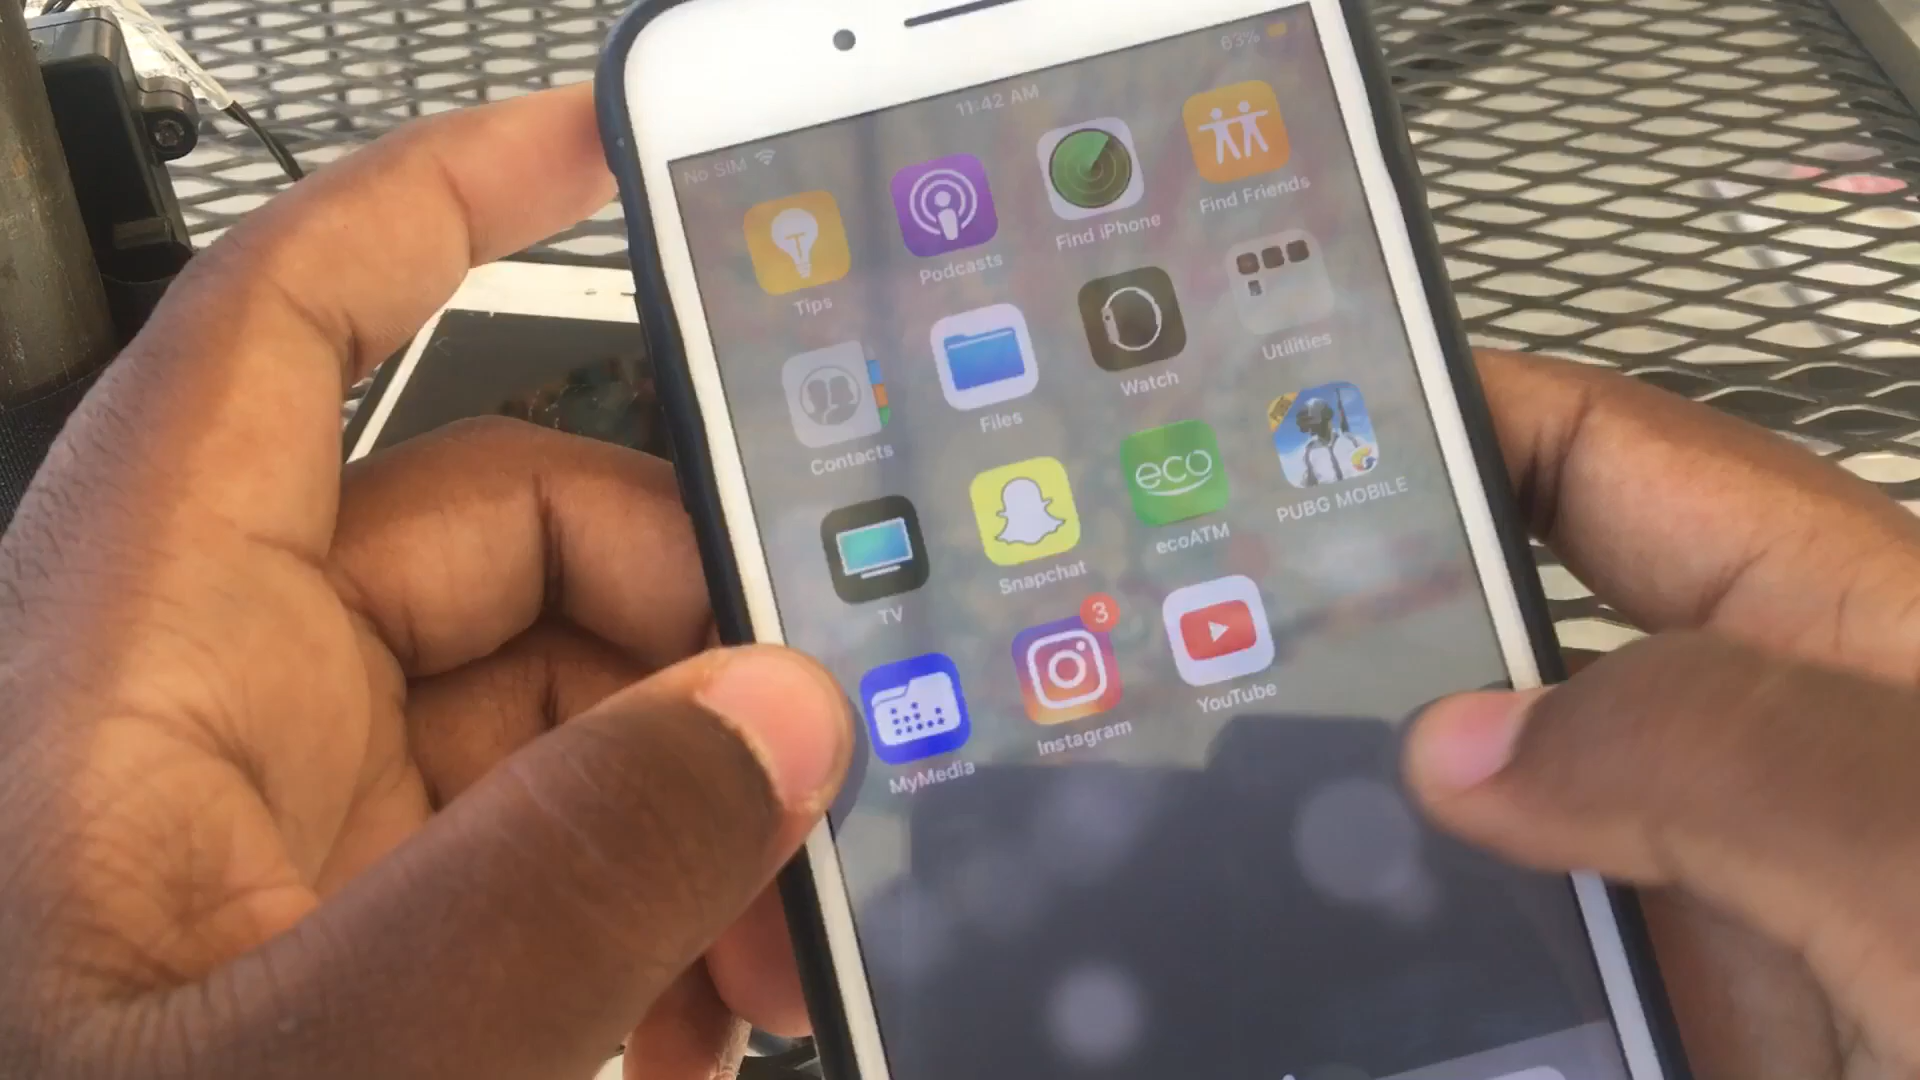 No SIM 11:42 AM 63%
Tips Podcasts Find iPhone Find Friends
Contacts Files Watch Utilities
eco
TV Snapchat ecoATM PUBG MOBILE
3
MyMedia Instagram YouTube